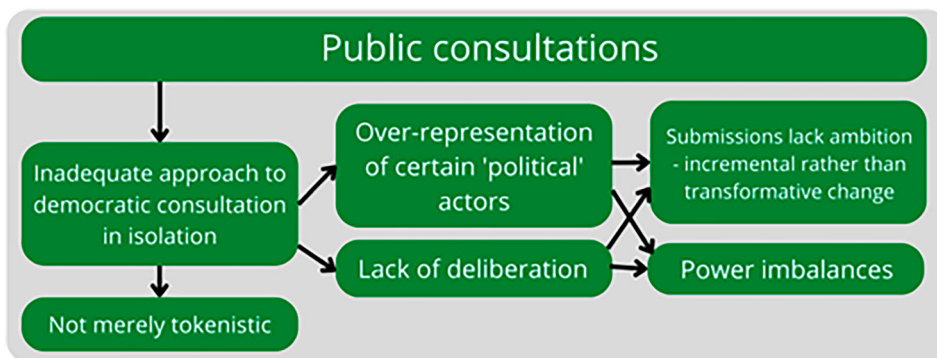 Public consultations
Inadequate approach to
democratic consultation
in isolation
Not merely tokenistic
Over-representation
of certain 'political'
actors
Lack of deliberation
Submissions lack ambition
- incremental rather than
transformative change
Power imbalances